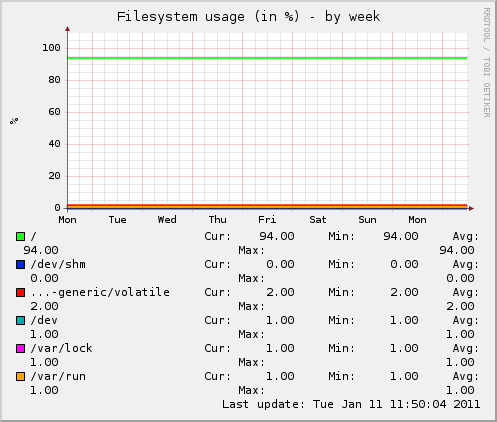 Filesystem usage (in %) - by week
RRDTOOL / TOBI OETIKER
%
100
80
60
40
20
0
Mon Tue Wed Thu Fri Sat Sun Mon
/ Cur: 94.00 Min: 94.00 Avg:
94.00 Max: 94.00
/dev/shm Cur: 0.00 Min: 0.00 Avg:
0.00 Max: 0.00
...-generic/volatile Cur: 2.00 Min: 2.00 Avg:
2.00 Max: 2.00
/dev Cur: 1.00 Min: 1.00 Avg:
1.00 Max: 1.00
/var/lock Cur: 1.00 Min: 1.00 Avg:
1.00 Max: 1.00
/var/run Cur: 1.00 Min: 1.00 Avg:
1.00 Max: 1.00
Last update: Tue Jan 11 11:50:04 2011